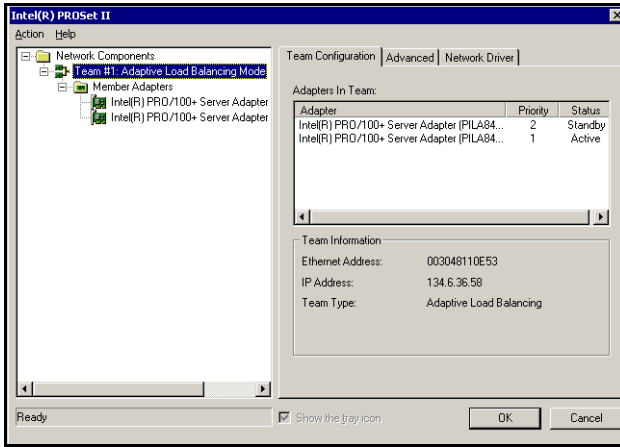 Intel(R) PROSet II
Action Help
Network Components
Team #1: Adaptive Load Balancing Mode
Member Adapters
Intel(R) PRO/100+ Server Adapter
Intel(R) PRO/100+ Server Adapter
Team Configuration Advanced Network Driver
Adapters In Team:
Adapter Priority Status
Intel(R) PRO/100+ Server Adapter (PILA84... 2 Standby
Intel(R) PRO/100+ Server Adapter (PILA84... 1 Active
Team Information
Ethernet Address: 003048110E53
IP Address: 134.6.36.58
Team Type: Adaptive Load Balancing
Ready
Show the tray icon
OK Cancel